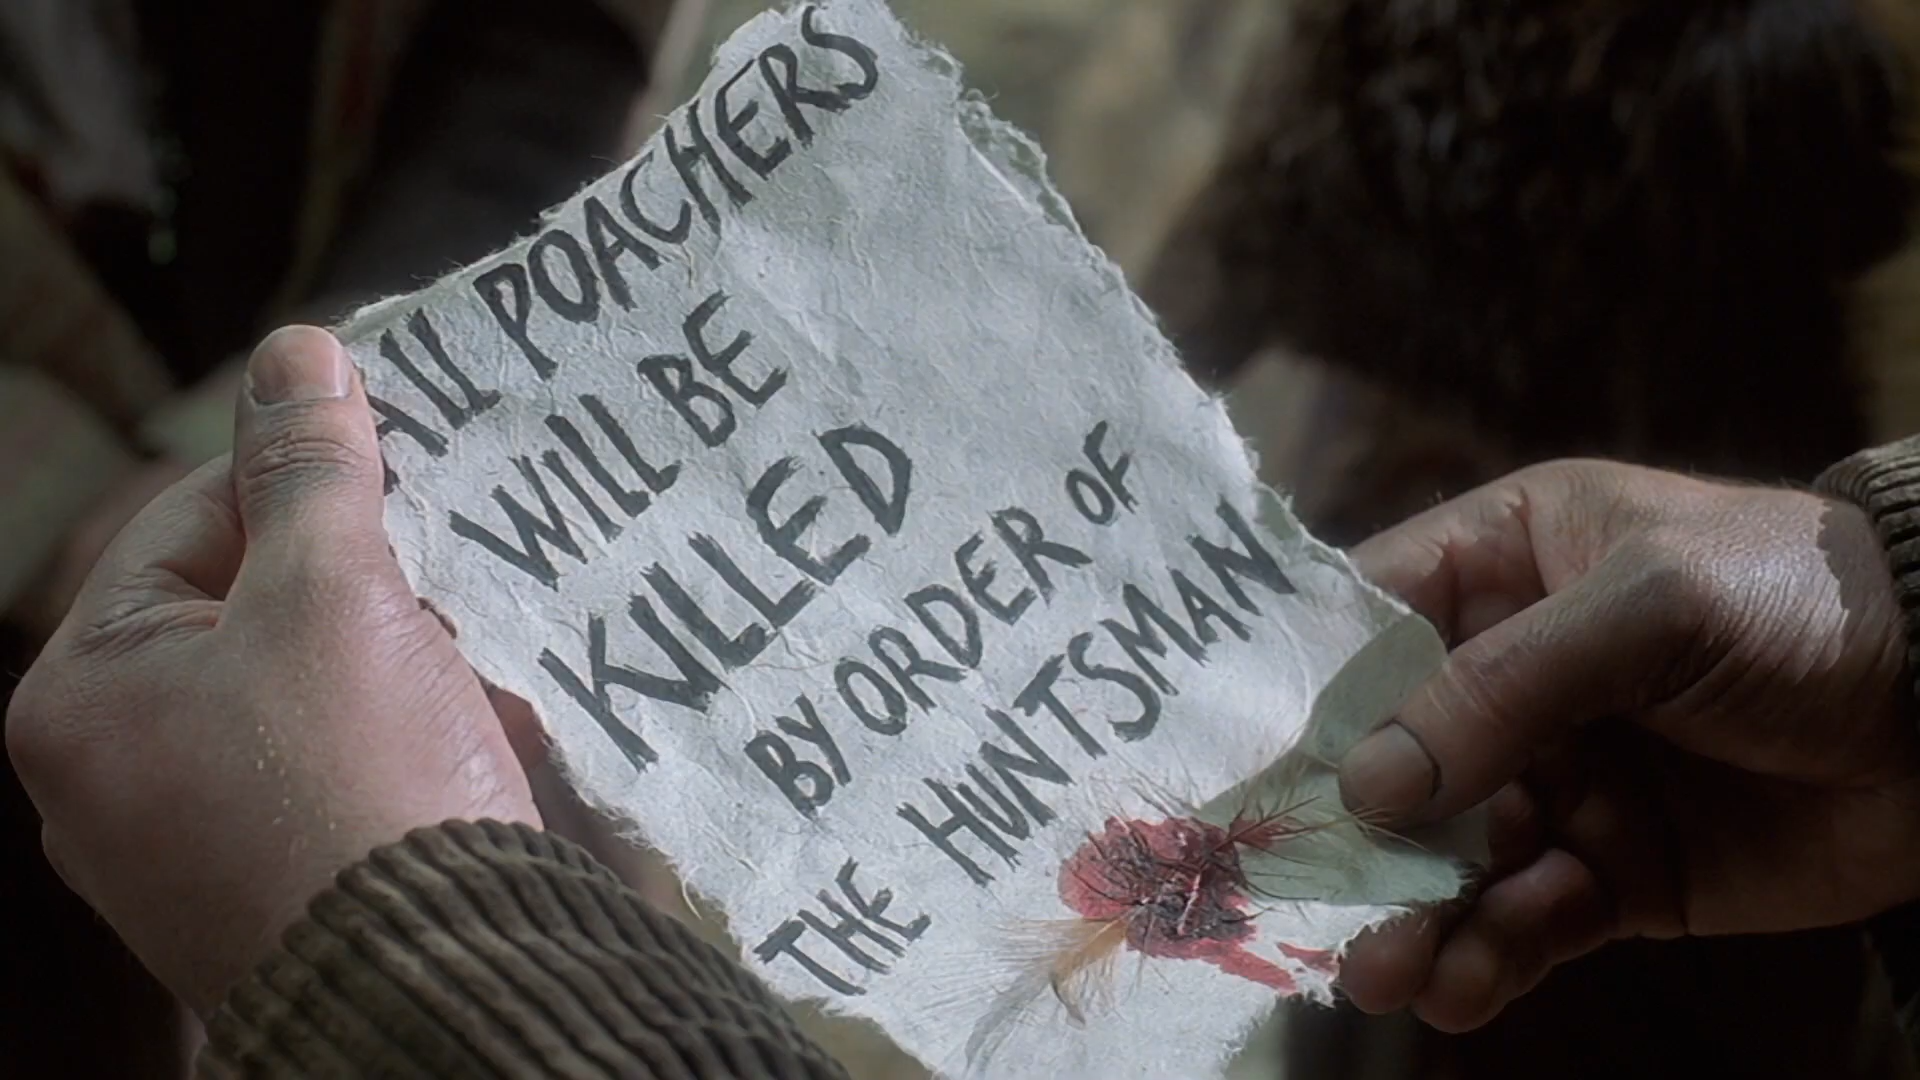 All POACHERS
WILL BE
KILLED
BY ORDER OF
THE HUNTSMAN